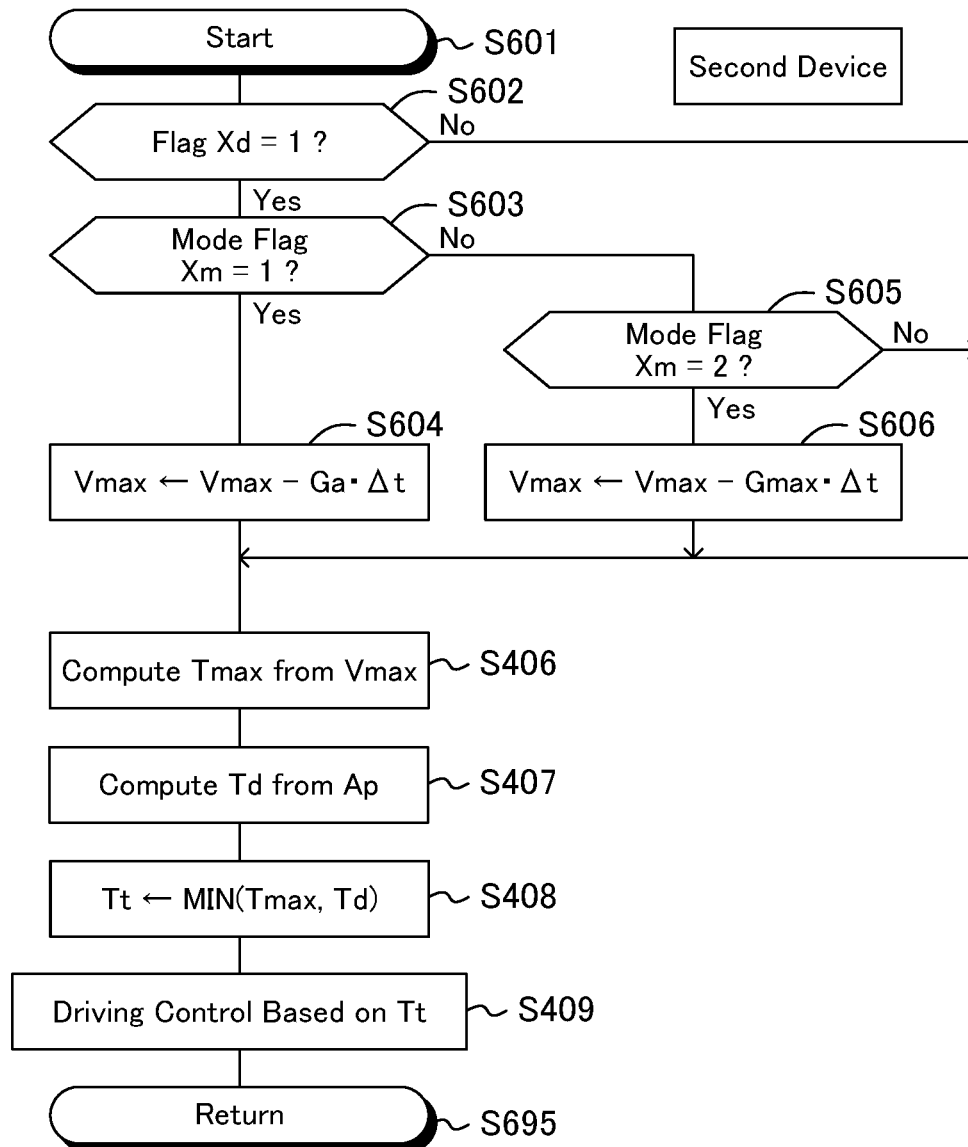 Start
S601
Second Device
S602
Flag Xd = 1 ?
No
Yes
S603
Mode Flag
Xm = 1 ?
No
Yes
S605
Mode Flag
Xm = 2 ?
No
Yes
S604
Vmax ← Vmax − Ga・Δt
S606
Vmax ← Vmax − Gmax・Δt
Compute Tmax from Vmax
S406
Compute Td from Ap
S407
Tt ← MIN(Tmax, Td)
S408
Driving Control Based on Tt
S409
Return
S695